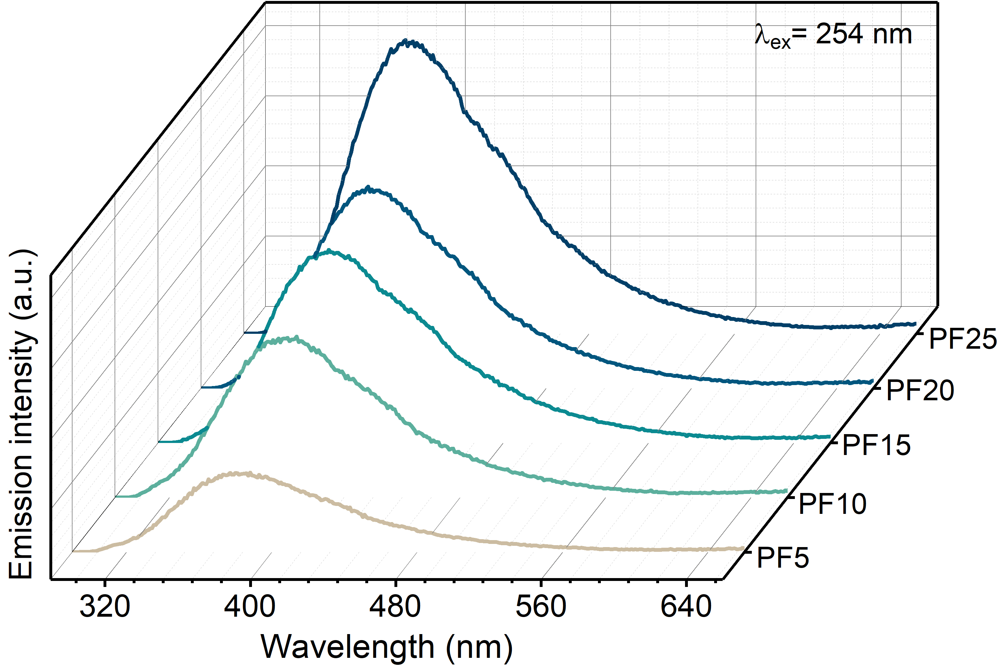 λex= 254 nm
Emission intensity (a.u.)
PF25
PF20
PF15
PF10
PF5
320 400 480 560 640
Wavelength (nm)